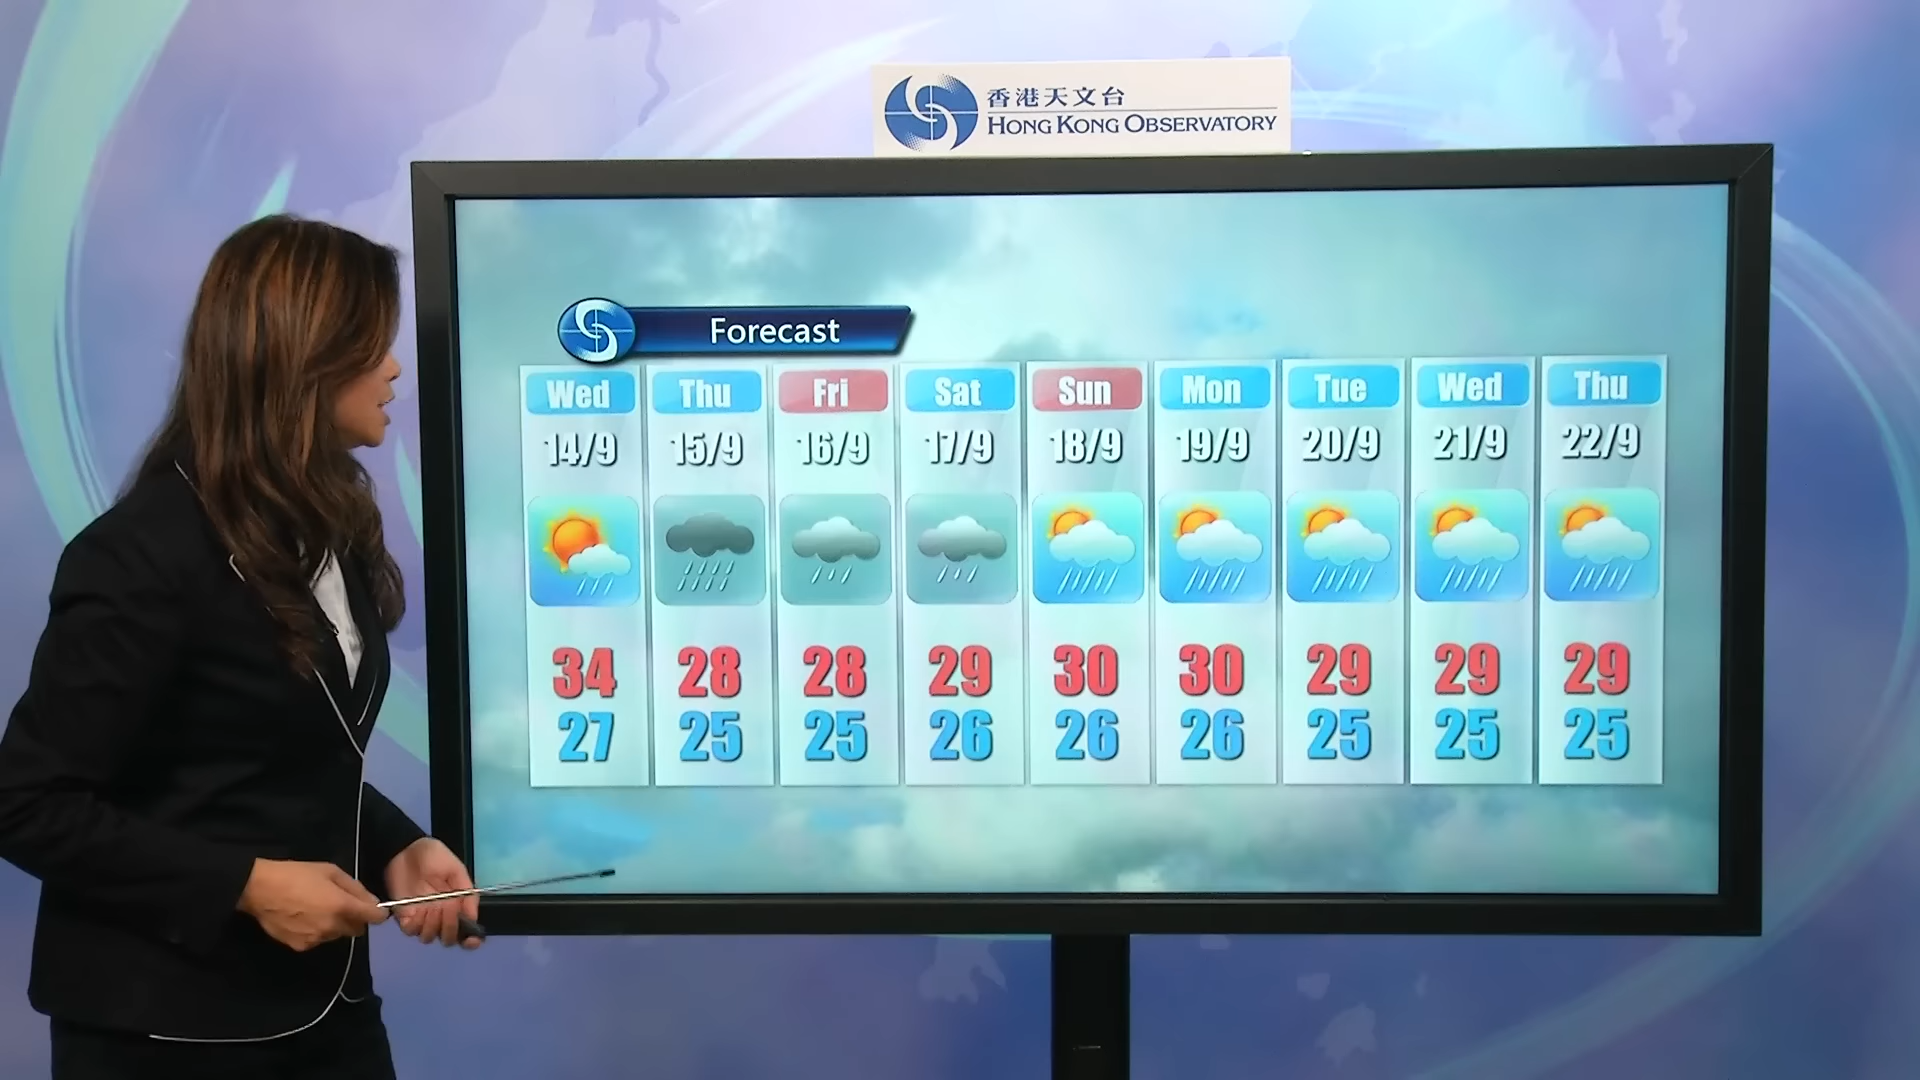 香港天文台
HONG KONG OBSERVATORY
Forecast
Wed Thu Fri Sat Sun Mon Tue Wed Thu
14/9 15/9 16/9 17/9 18/9 19/9 20/9 21/9 22/9
34 28 28 29 30 30 29 29 29
27 25 25 26 26 26 25 25 25